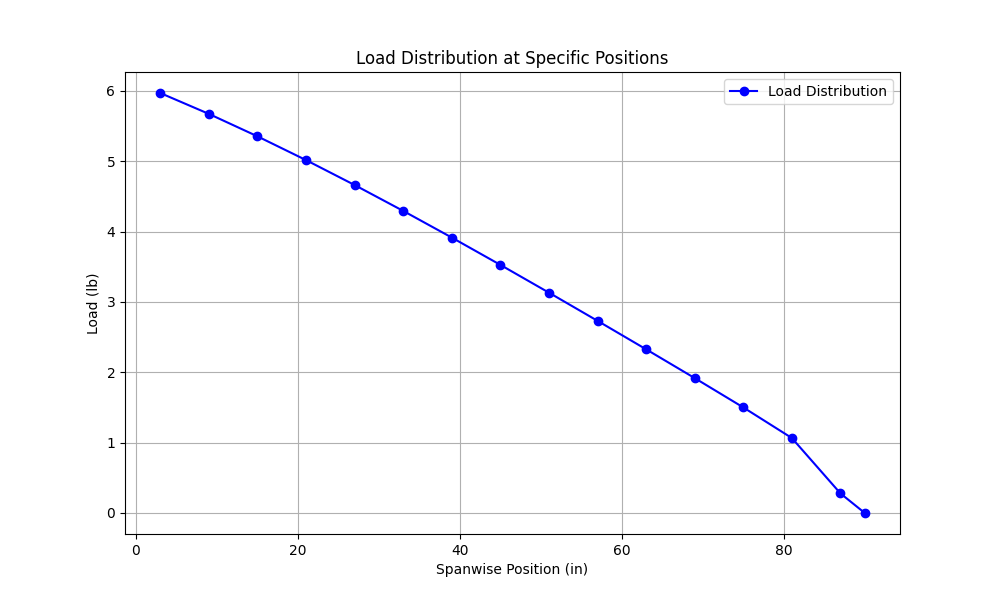 Load Distribution at Specific Positions
Load Distribution
6
5
4
3
2
1
0
Load (lb)
0 20 40 60 80
Spanwise Position (in)